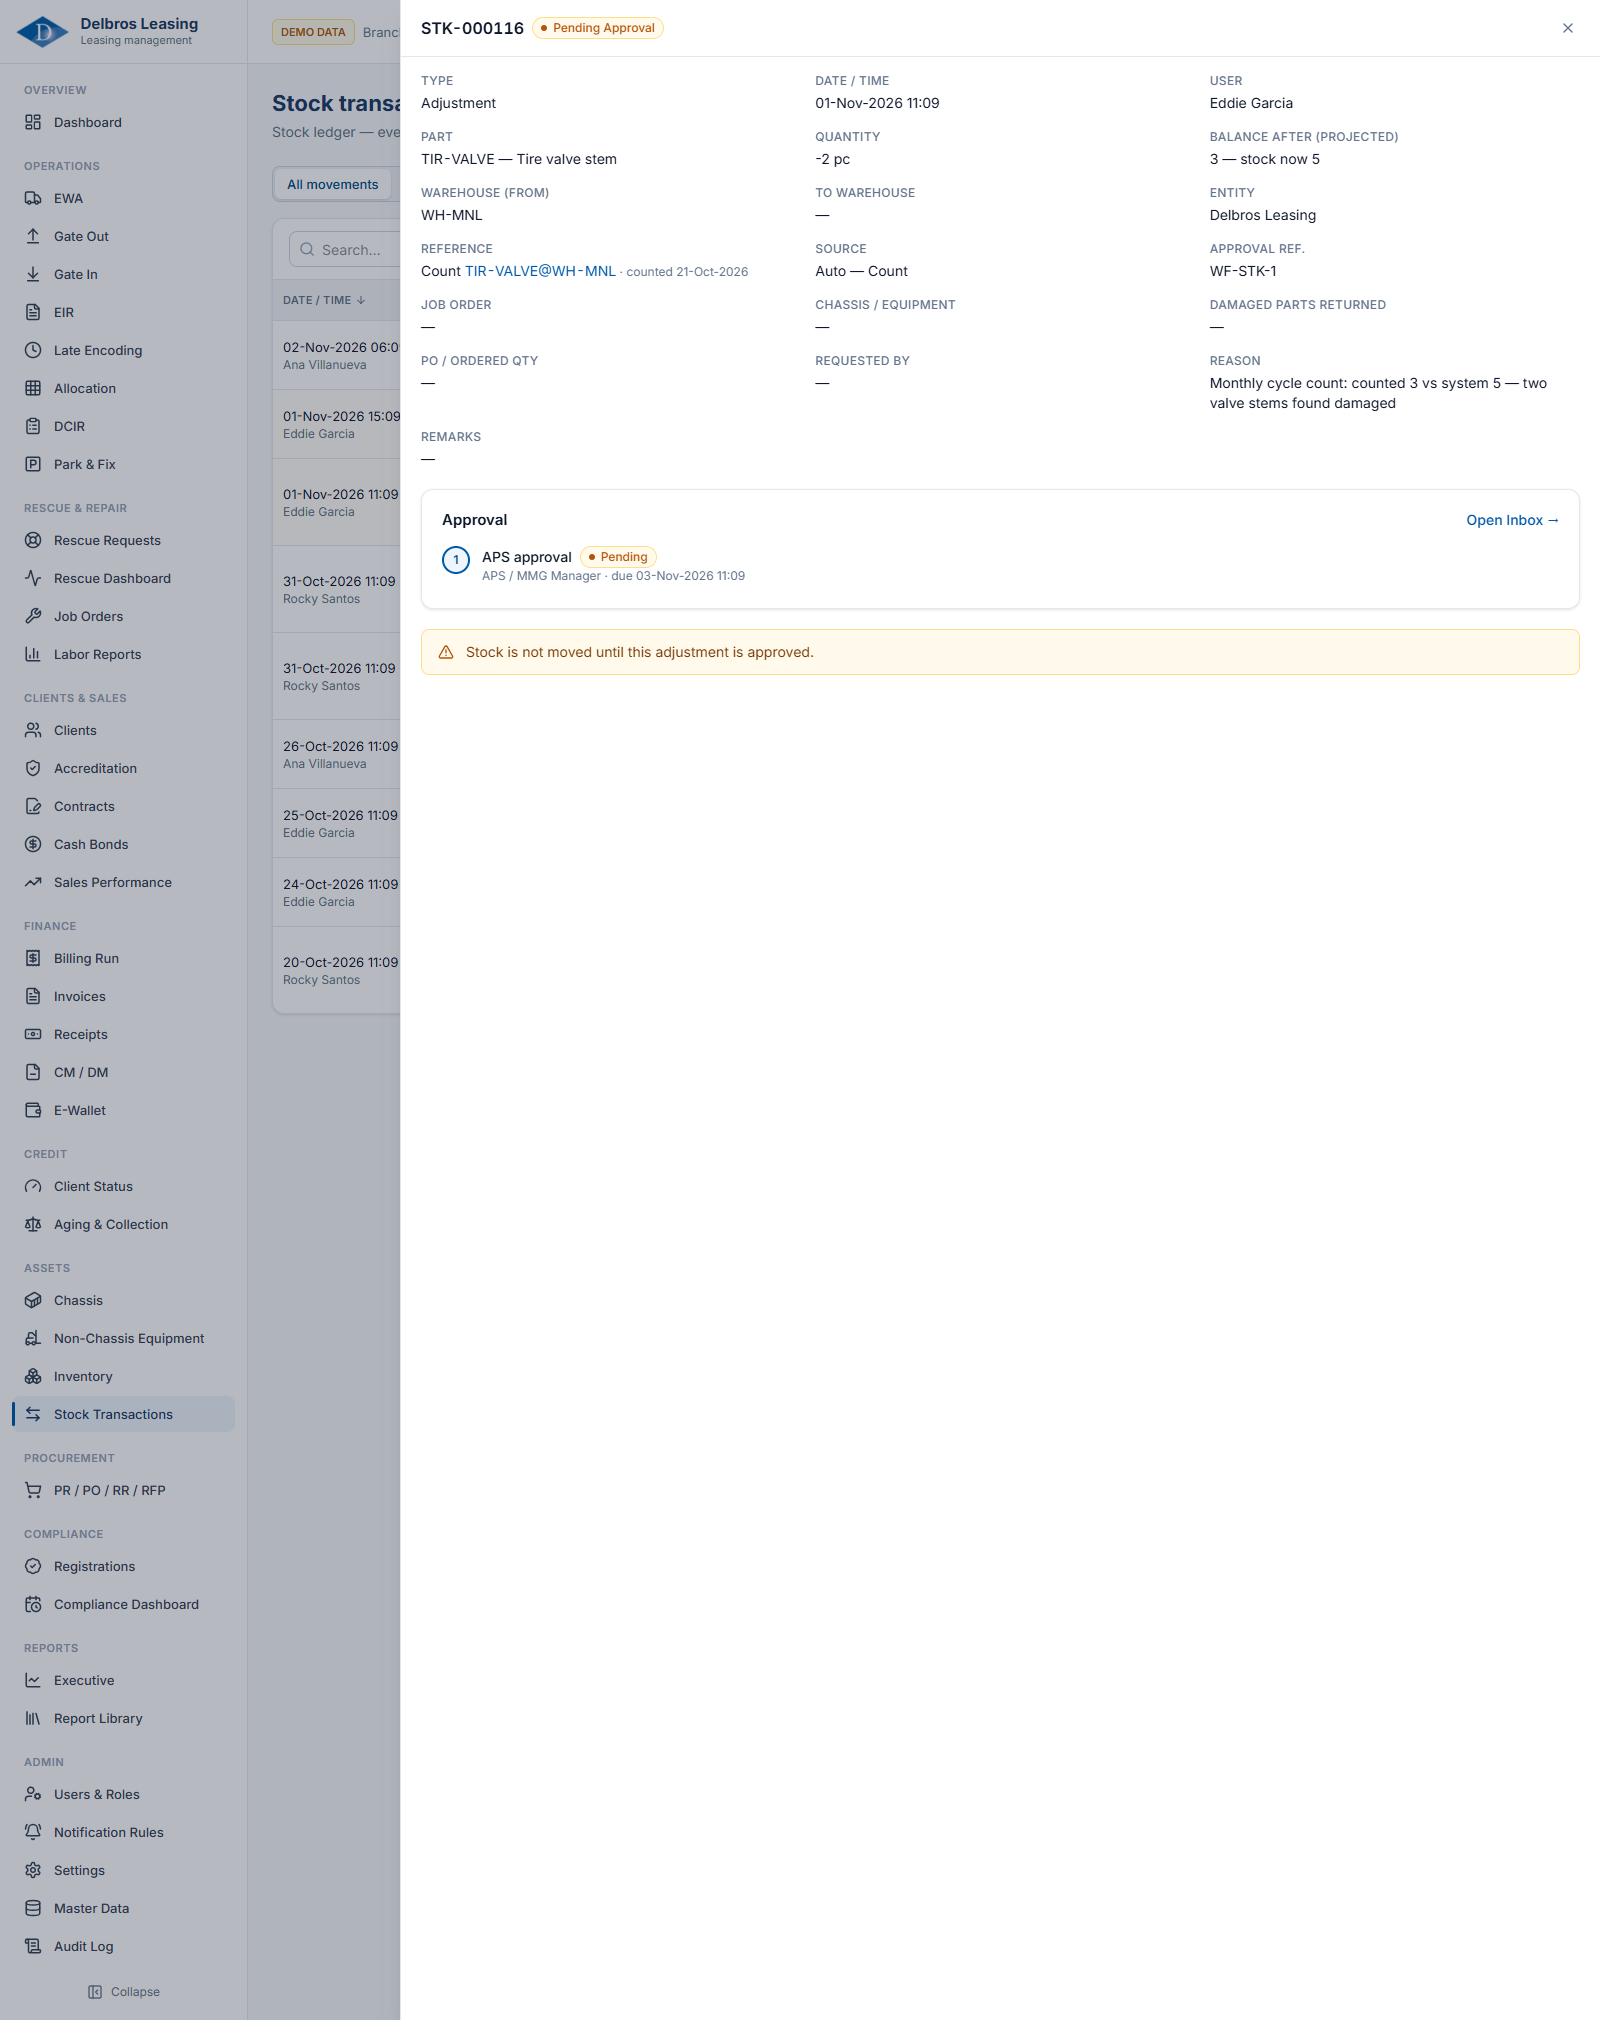 Delbros Leasing
Leasing management
OVERVIEW
Dashboard
OPERATIONS
EWA
Gate Out
Gate In
EIR
Late Encoding
Allocation
DCIR
Park & Fix
RESCUE & REPAIR
Rescue Requests
Rescue Dashboard
Job Orders
Labor Reports
CLIENTS & SALES
Clients
Accreditation
Contracts
Cash Bonds
Sales Performance
FINANCE
Billing Run
Invoices
Receipts
CM / DM
E-Wallet
CREDIT
Client Status
Aging & Collection
ASSETS
Chassis
Non-Chassis Equipment
Inventory
Stock Transactions
PROCUREMENT
PR / PO / RR / RFP
COMPLIANCE
Registrations
Compliance Dashboard
REPORTS
Executive
Report Library
ADMIN
Users & Roles
Notification Rules
Settings
Master Data
Audit Log
Collapse
DEMO DATA
Stock
Stock ledger —
All movements
Search...
DATE / TIME ↓
02-Nov-2026
Ana Villanueva
01-Nov-2026 15:09
Eddie Garcia
01-Nov-2026 11:09
Eddie Garcia
31-Oct-2026 11:09
Rocky Santos
31-Oct-2026 11:09
Rocky Santos
26-Oct-2026 11:09
Ana Villanueva
25-Oct-2026 11:09
Eddie Garcia
24-Oct-2026 11:09
Eddie Garcia
20-Oct-2026 11:09
Rocky Santos
STK-000116 Pending Approval
TYPE DATE / TIME USER
Adjustment 01-Nov-2026 11:09 Eddie Garcia
PART QUANTITY BALANCE AFTER (PROJECTED)
TIR-VALVE — Tire valve stem -2 pc 3 — stock now 5
WAREHOUSE (FROM) TO WAREHOUSE ENTITY
WH-MNL — Delbros Leasing
REFERENCE SOURCE APPROVAL REF.
Count TIR-VALVE@WH-MNL · counted 21-Oct-2026 Auto — Count WF-STK-1
JOB ORDER CHASSIS / EQUIPMENT DAMAGED PARTS RETURNED
— — —
PO / ORDERED QTY REQUESTED BY REASON
— — Monthly cycle count: counted 3 vs system 5 — two
valve stems found damaged
REMARKS
—
Approval Open Inbox →
1 APS approval Pending
APS / MMG Manager · due 03-Nov-2026 11:09
Stock is not moved until this adjustment is approved.